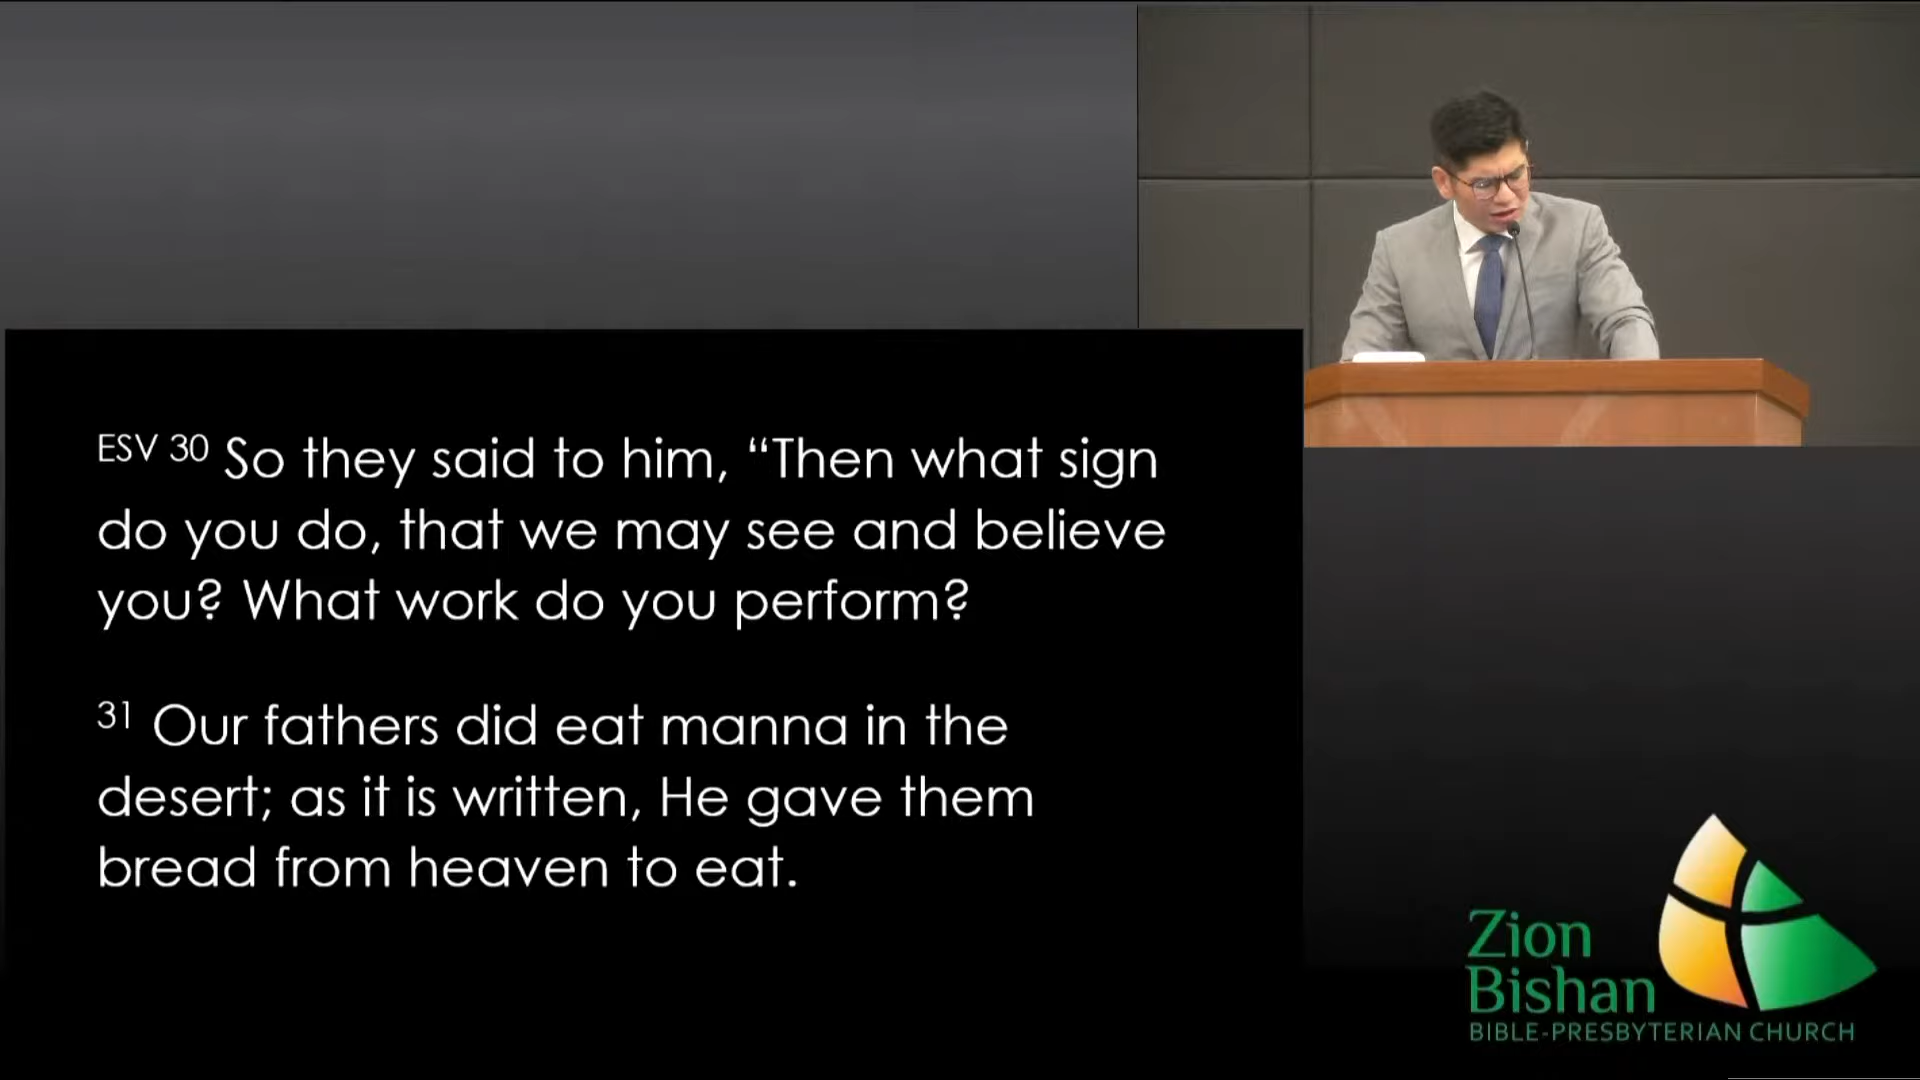 ESV 30 So they said to him, “Then what sign
do you do, that we may see and believe
you? What work do you perform?
31 Our fathers did eat manna in the
desert; as it is written, He gave them
bread from heaven to eat.
Zion
Bishan
BIBLE-PRESBYTERIAN CHURCH